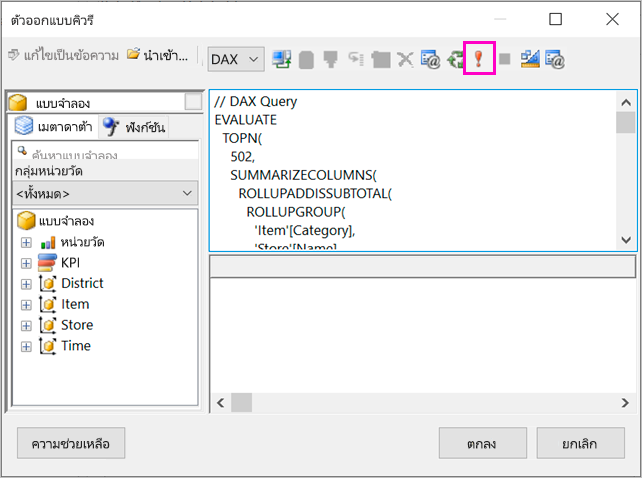 ตัวออกแบบคิวรี
แก้ไขเป็นข้อความ นำเข้า... DAX
แบบจำลอง
เมตาดาต้า ฟังก์ชัน
ค้นหาแบบจำลอง
กลุ่มหน่วยวัด
<ทั้งหมด>
แบบจำลอง
หน่วยวัด
KPI
District
Item
Store
Time
// DAX Query
EVALUATE
TOPN(
502,
SUMMARIZECOLUMNS(
ROLLUPADDISSUBTOTAL(
ROLLUPGROUP(
'Item'[Category],
'Store'[Name]
ความช่วยเหลือ ตกลง ยกเลิก